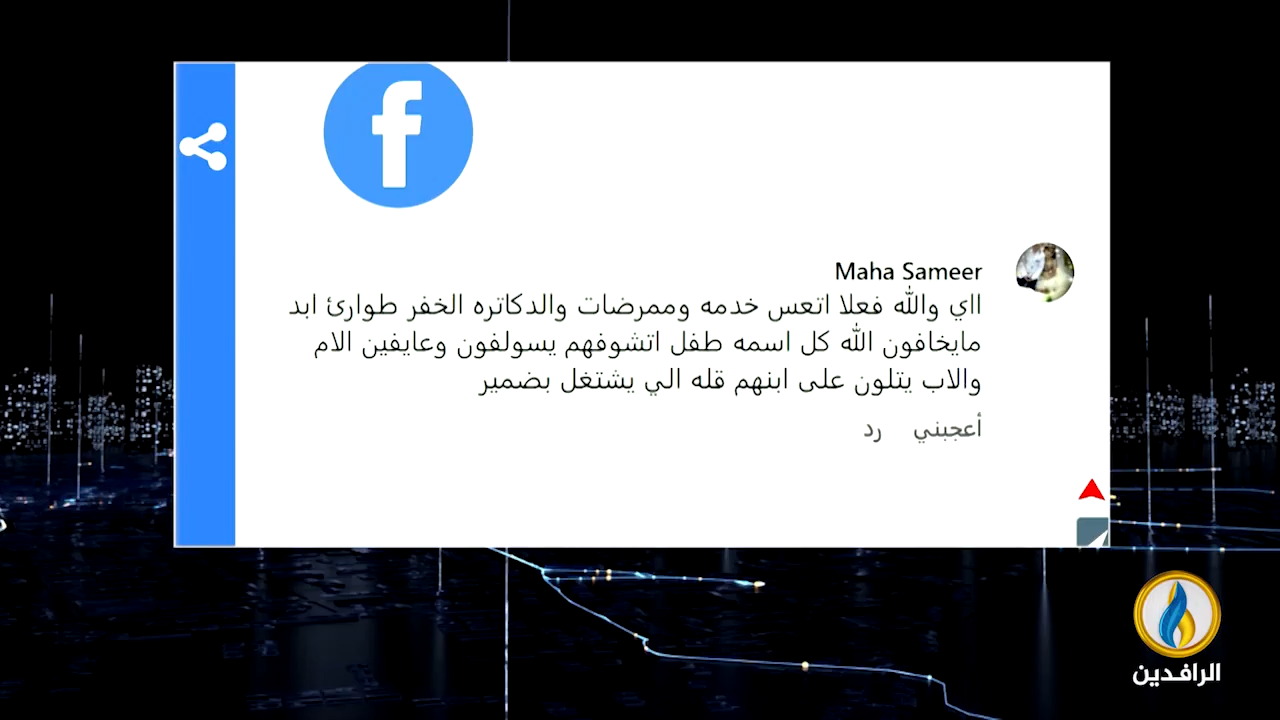 Maha Sameer
ااي والله فعلا اتعس خدمه وممرضات والدكاتره الخفر طوارئ ابد
مايخافون الله كل اسمه طفل اتشوفهم يسولفون وعايفين الام
والاب يتلون على ابنهم قله الي يشتغل بضمير
أعجبني رد
الرافدين